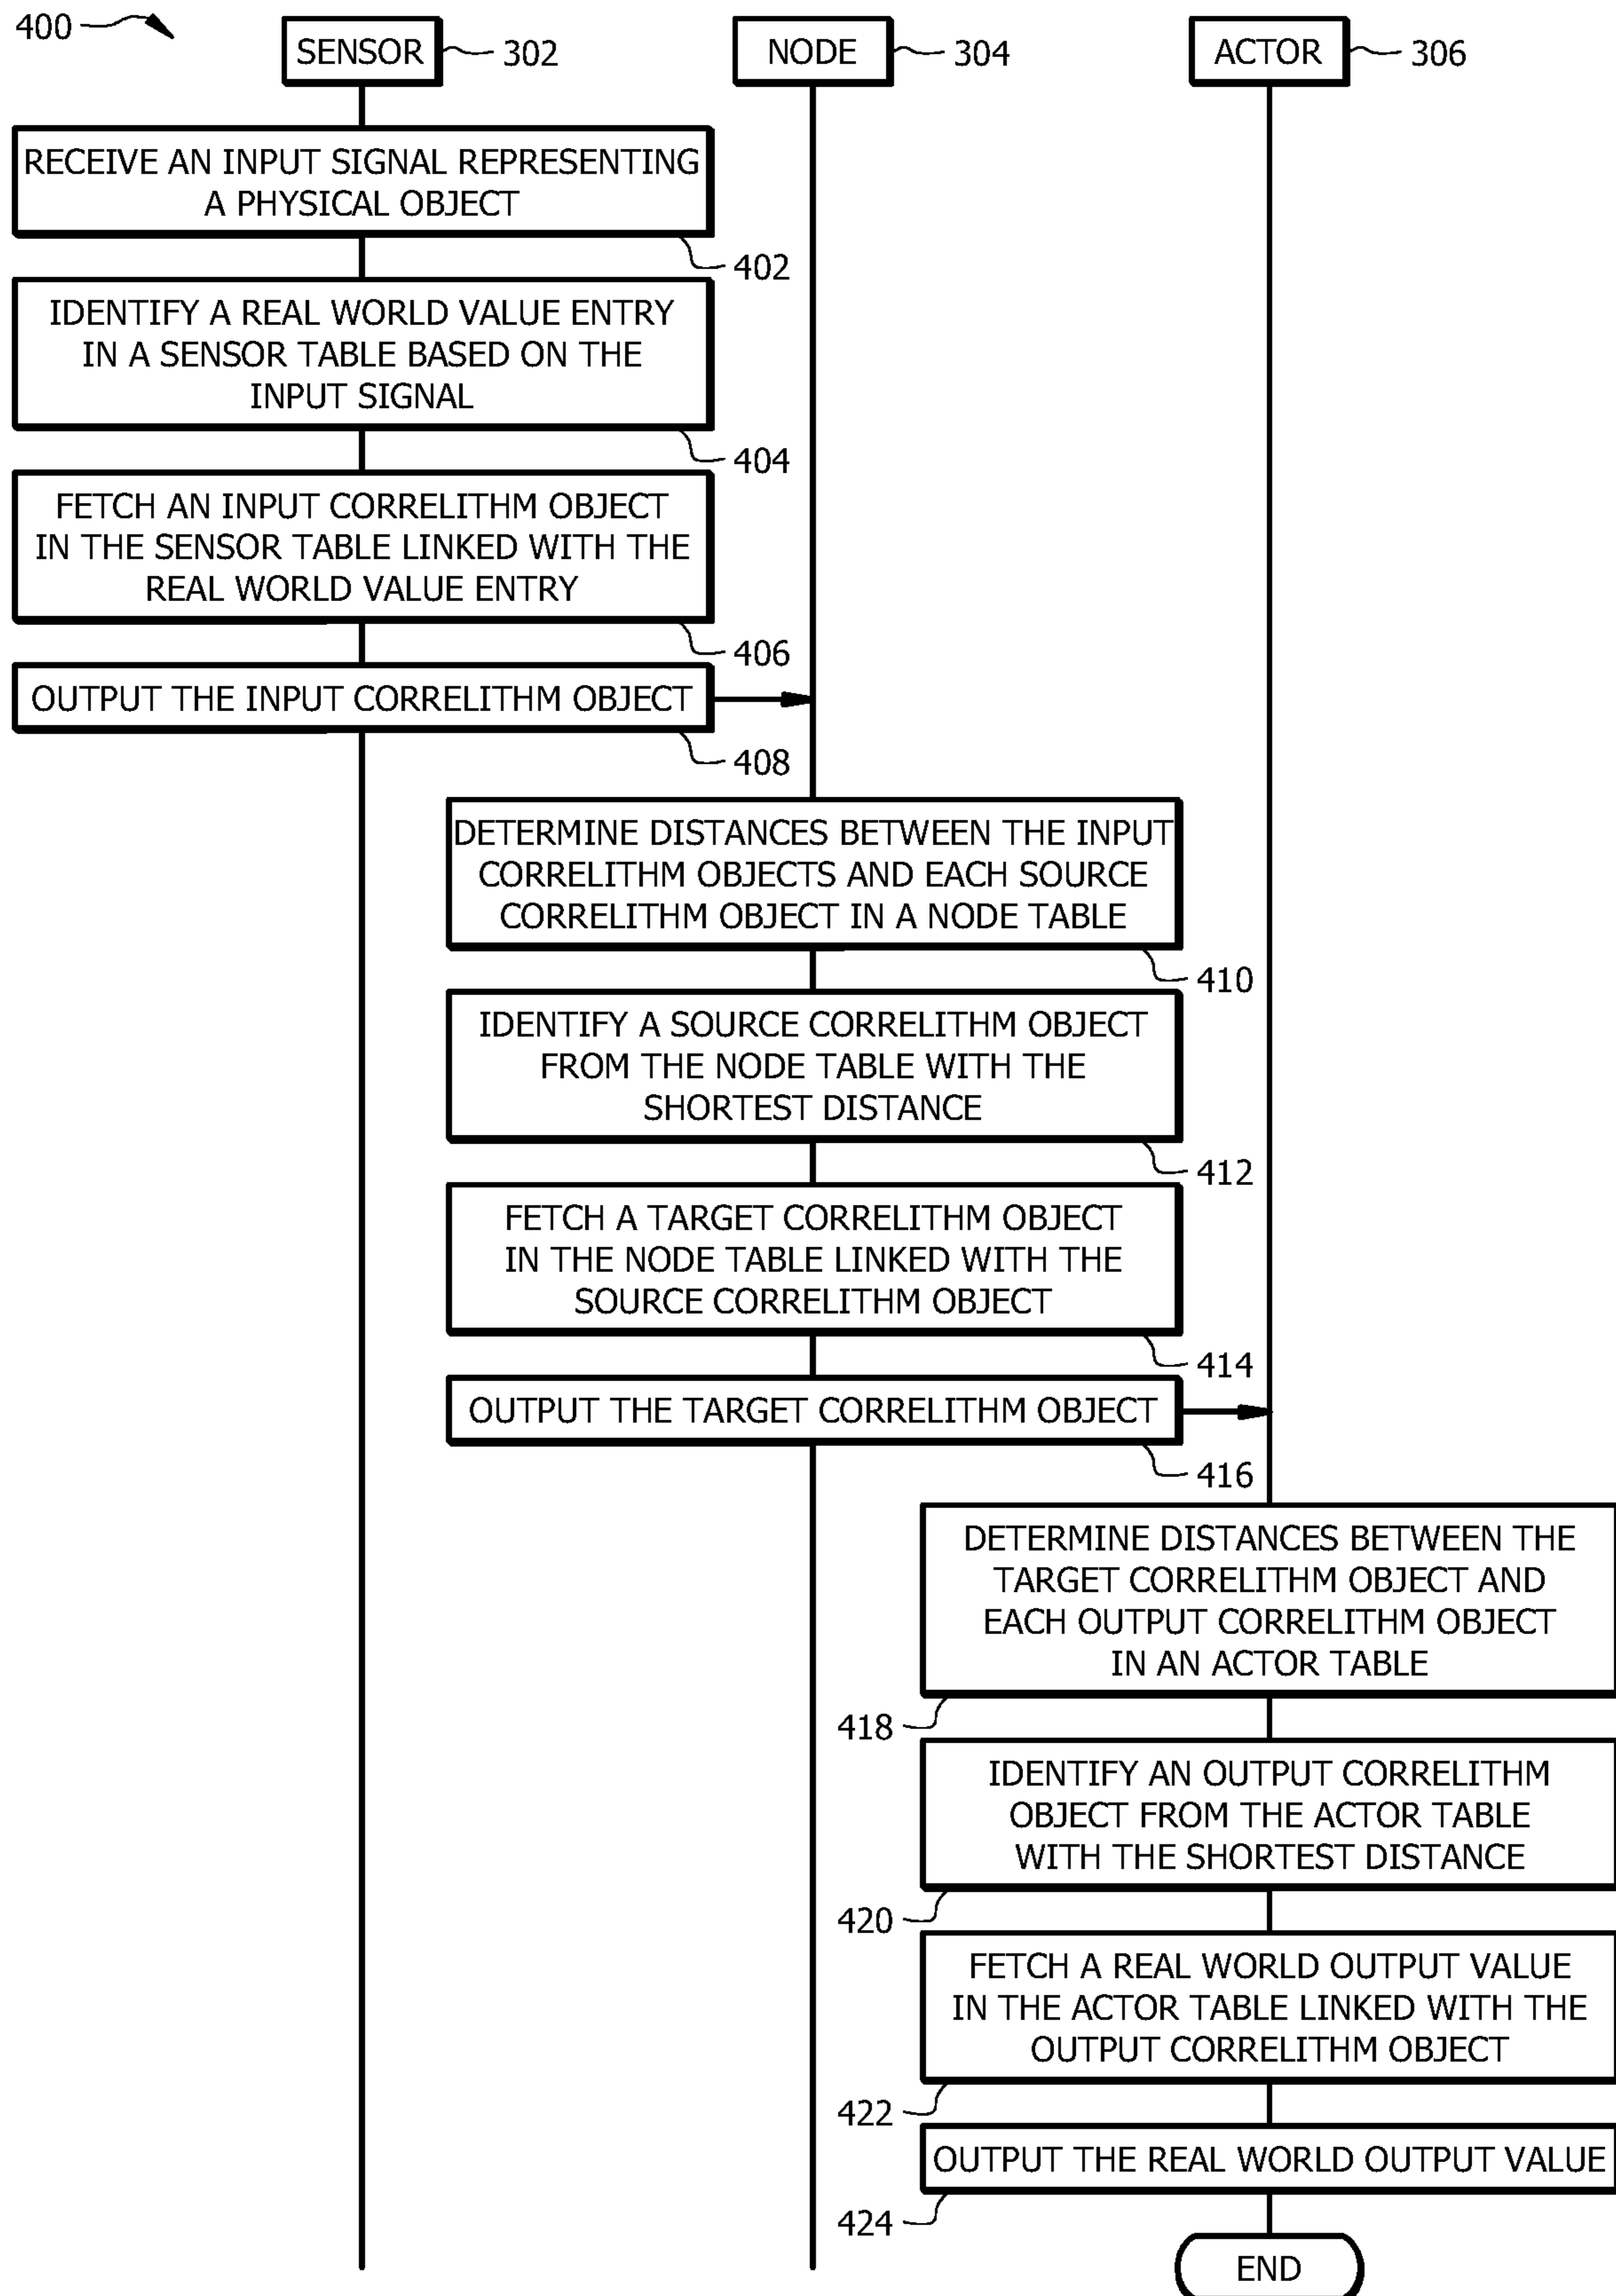 400
SENSOR
302
NODE
304
ACTOR
306
RECEIVE AN INPUT SIGNAL REPRESENTING
A PHYSICAL OBJECT
402
IDENTIFY A REAL WORLD VALUE ENTRY
IN A SENSOR TABLE BASED ON THE
INPUT SIGNAL
404
FETCH AN INPUT CORRELITHM OBJECT
IN THE SENSOR TABLE LINKED WITH THE
REAL WORLD VALUE ENTRY
406
OUTPUT THE INPUT CORRELITHM OBJECT
408
DETERMINE DISTANCES BETWEEN THE INPUT
CORRELITHM OBJECTS AND EACH SOURCE
CORRELITHM OBJECT IN A NODE TABLE
410
IDENTIFY A SOURCE CORRELITHM OBJECT
FROM THE NODE TABLE WITH THE
SHORTEST DISTANCE
412
FETCH A TARGET CORRELITHM OBJECT
IN THE NODE TABLE LINKED WITH THE
SOURCE CORRELITHM OBJECT
414
OUTPUT THE TARGET CORRELITHM OBJECT
416
DETERMINE DISTANCES BETWEEN THE
TARGET CORRELITHM OBJECT AND
EACH OUTPUT CORRELITHM OBJECT
IN AN ACTOR TABLE
418
IDENTIFY AN OUTPUT CORRELITHM
OBJECT FROM THE ACTOR TABLE
WITH THE SHORTEST DISTANCE
420
FETCH A REAL WORLD OUTPUT VALUE
IN THE ACTOR TABLE LINKED WITH THE
OUTPUT CORRELITHM OBJECT
422
OUTPUT THE REAL WORLD OUTPUT VALUE
424
END